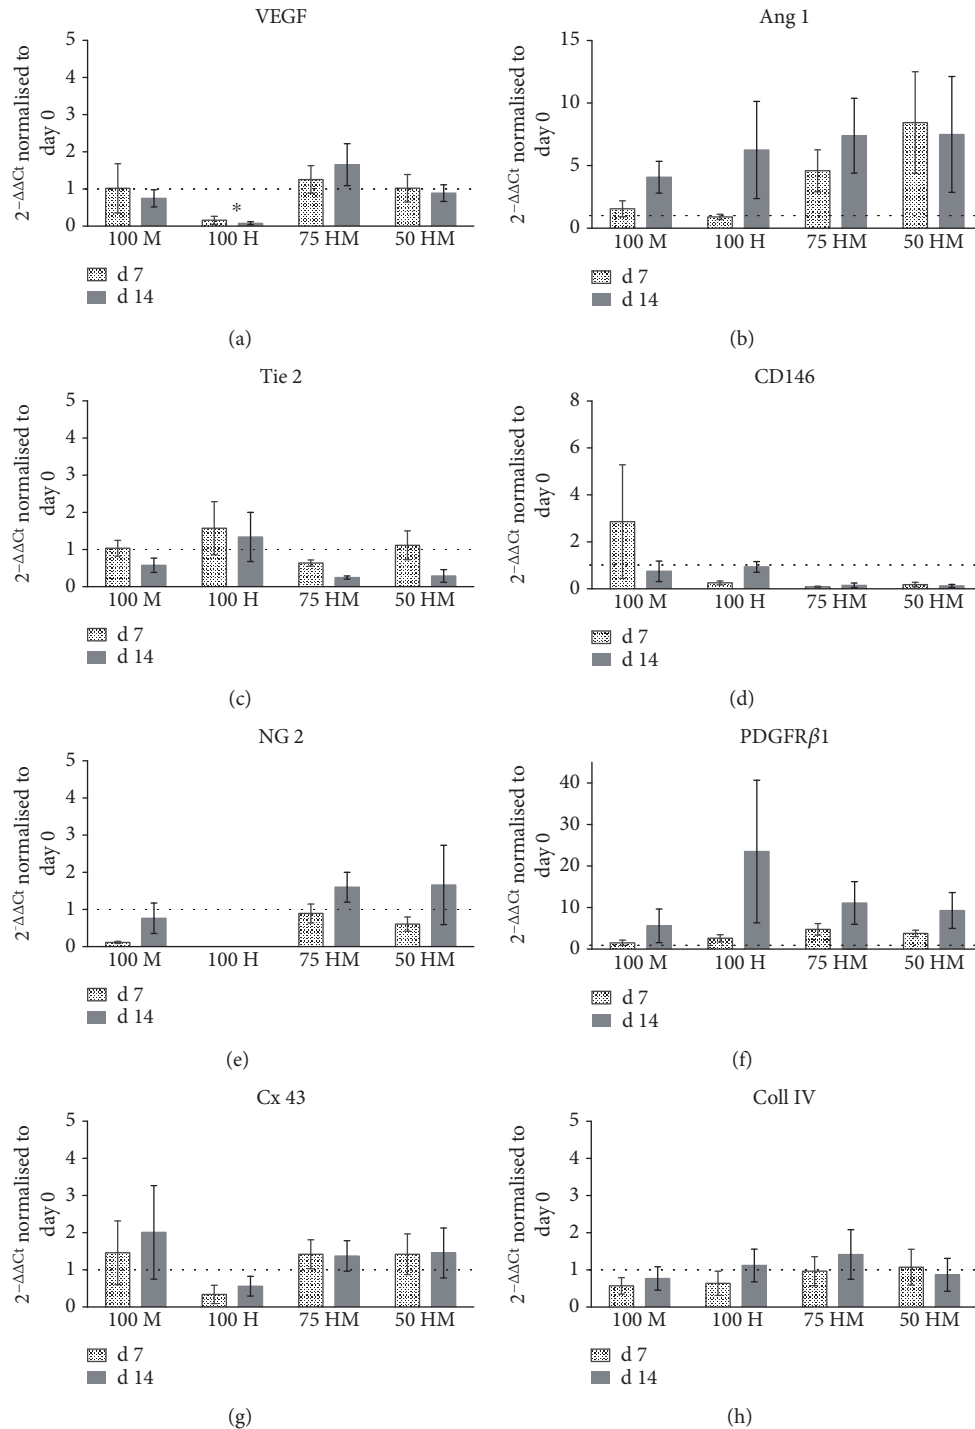 VEGF
2−ΔΔCt normalised to
day 0
5
4
3
2
1
0
*
100 M 100 H 75 HM 50 HM
d 7
d 14
(a)
Ang 1
2−ΔΔCt normalised to
day 0
15
10
5
0
100 M 100 H 75 HM 50 HM
d 7
d 14
(b)
Tie 2
2−ΔΔCt normalised to
day 0
5
4
3
2
1
0
100 M 100 H 75 HM 50 HM
d 7
d 14
(c)
CD146
2−ΔΔCt normalised to
day 0
8
6
4
2
0
100 M 100 H 75 HM 50 HM
d 7
d 14
(d)
NG 2
2-ΔΔCt normalised to
day 0
5
4
3
2
1
0
100 M 100 H 75 HM 50 HM
d 7
d 14
(e)
PDGFRβ1
2−ΔΔCt normalised to
day 0
40
30
20
10
0
100 M 100 H 75 HM 50 HM
d 7
d 14
(f)
Cx 43
2−ΔΔCt normalised to
day 0
5
4
3
2
1
0
100 M 100 H 75 HM 50 HM
d 7
d 14
(g)
Coll IV
2−ΔΔCt normalised to
day 0
5
4
3
2
1
0
100 M 100 H 75 HM 50 HM
d 7
d 14
(h)